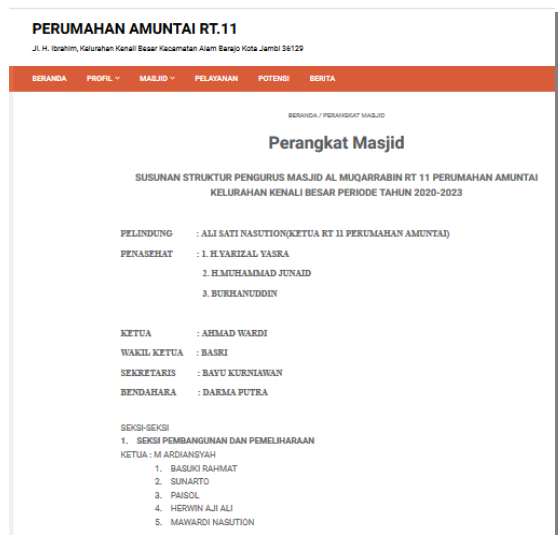 PERUMAHAN AMUNTAI RT.11
Jl. H. Ibrahim, Kelurahan Kenali Besar Kecamatan Alam Barajo Kota Jambi 36129
BERANDA PROFIL MASJID PELAYANAN POTENSI BERITA
BERANDA / PERANGKAT MASJID
Perangkat Masjid
SUSUNAN STRUKTUR PENGURUS MASJID AL MUQARRABIN RT 11 PERUMAHAN AMUNTAI
KELURAHAN KENALI BESAR PERIODE TAHUN 2020-2023
PELINDUNG : ALI SATI NASUTION(KETUA RT 11 PERUMAHAN AMUNTAI)
PENASEHAT : 1. H.YARIZAL YASRA
2. H.MUHAMMAD JUNAID
3. BURHANUDDIN
KETUA : AHMAD WARDI
WAKIL KETUA : BASRI
SEKRETARIS : BAYU KURNIAWAN
BENDAHARA : DARMA PUTRA
SEKSI-SEKSI
1. SEKSI PEMBANGUNAN DAN PEMELIHARAAN
KETUA : M ARDIANSYAH
1. BASUKI RAHMAT
2. SUNARTO
3. PAISOL
4. HERWIN AJI ALI
5. MAWARDI NASUTION